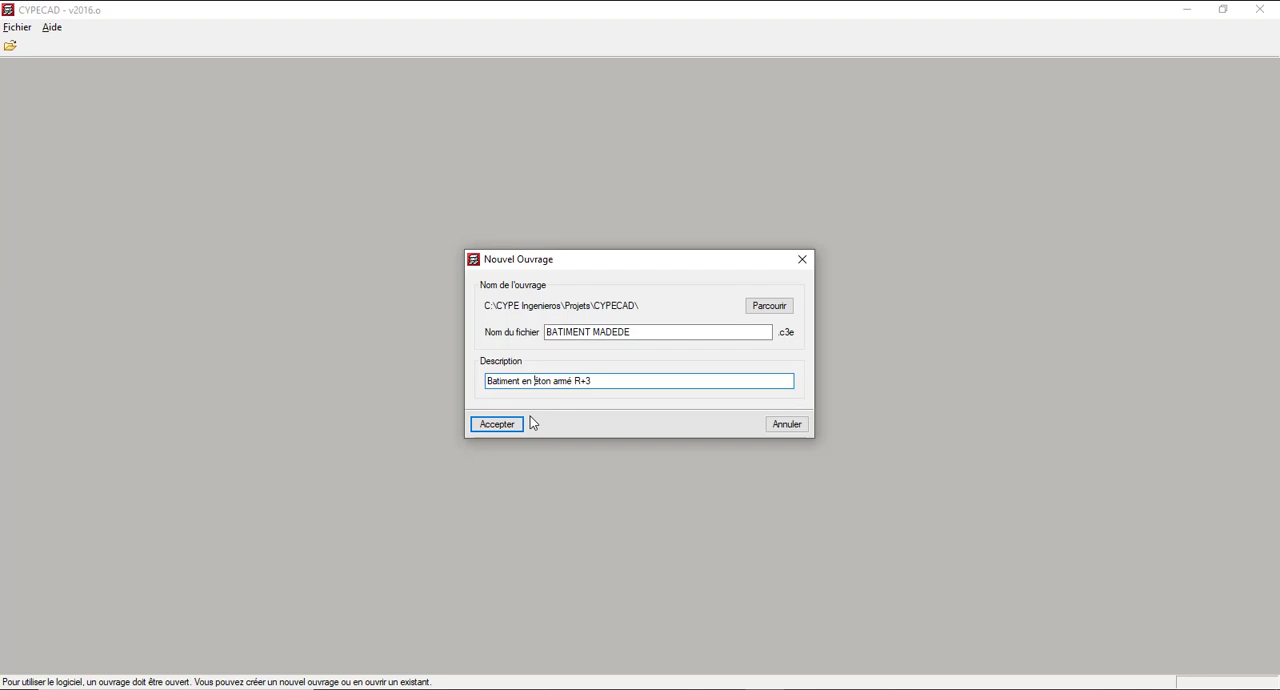 CYPECAD - v2016.o
Fichier Aide
Nouvel Ouvrage
Nom de l'ouvrage
C:\CYPE Ingenieros\Projets\CYPECAD\ Parcourir
Nom du fichier BATIMENT MADEDE .c3e
Description
Batiment en éton armé R+3
Accepter Annuler
Pour utiliser le logiciel, un ouvrage doit être ouvert. Vous pouvez créer un nouvel ouvrage ou en ouvrir un existant.